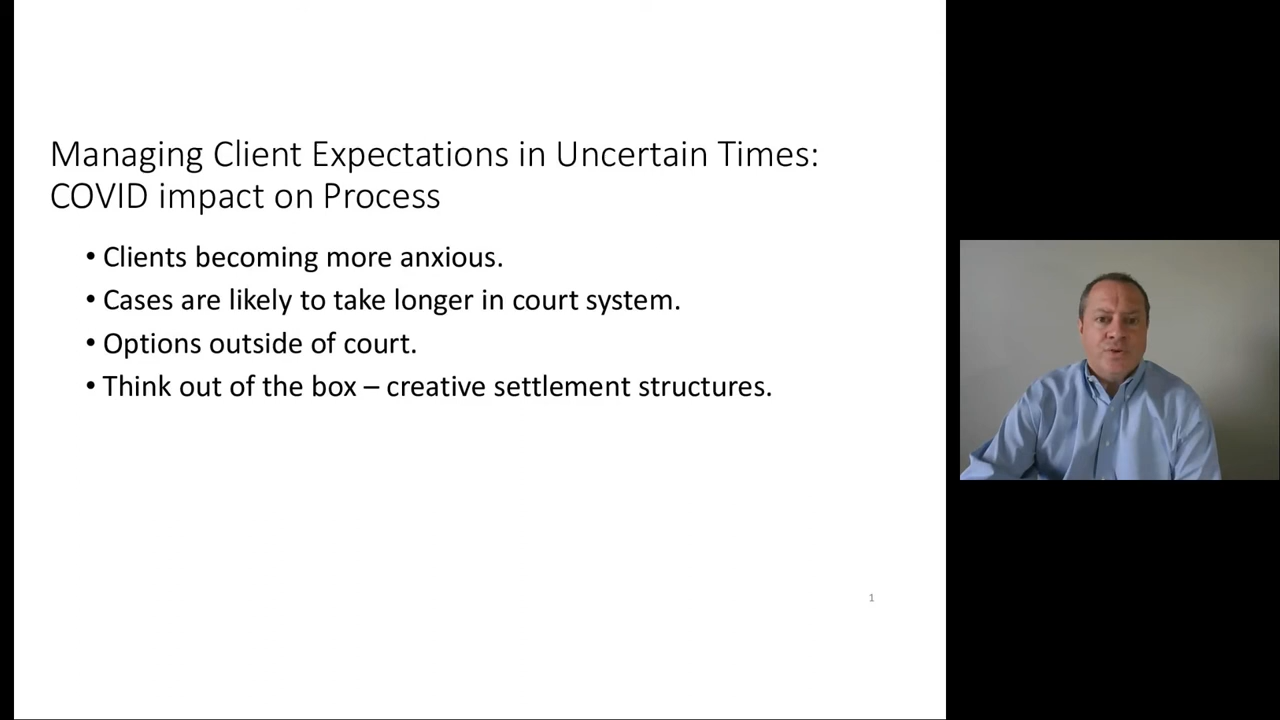 Managing Client Expectations in Uncertain Times:
COVID impact on Process
• Clients becoming more anxious.
• Cases are likely to take longer in court system.
• Options outside of court.
• Think out of the box – creative settlement structures.
1